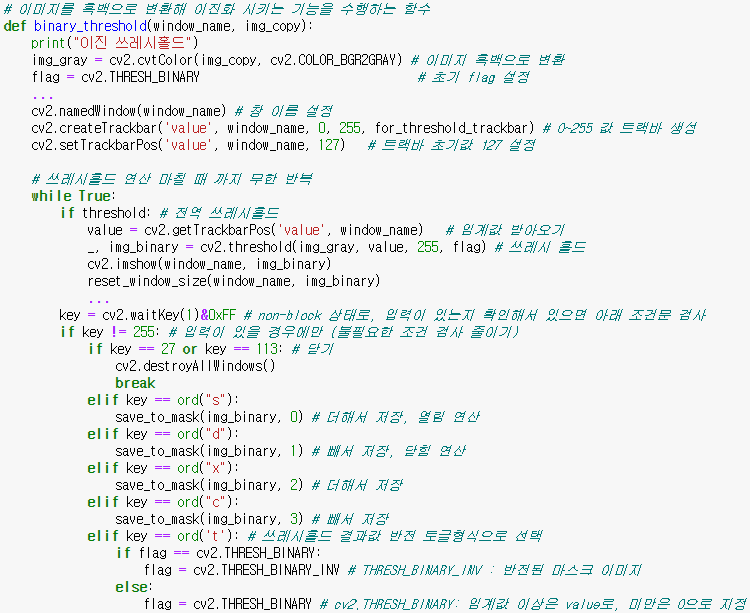 # 이미지를 흑백으로 변환해 이진화 시키는 기능을 수행하는 함수
def binary_threshold(window_name, img_copy):
    print("이진 쓰레시홀드")
    img_gray = cv2.cvtColor(img_copy, cv2.COLOR_BGR2GRAY) # 이미지 흑백으로 변환
    flag = cv2.THRESH_BINARY                              # 초기 flag 설정
    ...
    cv2.namedWindow(window_name) # 창 이름 설정
    cv2.createTrackbar('value', window_name, 0, 255, for_threshold_trackbar) # 0~255 값 트랙바 생성
    cv2.setTrackbarPos('value', window_name, 127)   # 트랙바 초기값 127 설정

    # 쓰레시홀드 연산 마칠 때 까지 무한 반복
    while True:
        if threshold: # 전역 쓰레시홀드
            value = cv2.getTrackbarPos('value', window_name)   # 임계값 받아오기
            _, img_binary = cv2.threshold(img_gray, value, 255, flag) # 쓰레시 홀드
            cv2.imshow(window_name, img_binary)
            reset_window_size(window_name, img_binary)
            ...
        key = cv2.waitKey(1)&0xFF # non-block 상태로, 입력이 있는지 확인해서 있으면 아래 조건문 검사
        if key != 255: # 입력이 있을 경우에만 (불필요한 조건 검사 줄이기)
            if key == 27 or key == 113: # 닫기
                cv2.destroyAllWindows()
                break
            elif key == ord("s"):
                save_to_mask(img_binary, 0) # 더해서 저장, 열림 연산
            elif key == ord("d"):
                save_to_mask(img_binary, 1) # 빼서 저장, 닫힘 연산
            elif key == ord("x"):
                save_to_mask(img_binary, 2) # 더해서 저장
            elif key == ord("c"):
                save_to_mask(img_binary, 3) # 빼서 저장
            elif key == ord('t'): # 쓰레시홀드 결과값 반전 토글형식으로 선택
                if flag == cv2.THRESH_BINARY:
                    flag = cv2.THRESH_BINARY_INV # THRESH_BINARY_INV : 반전된 마스크 이미지
                else:
                    flag = cv2.THRESH_BINARY # cv2.THRESH_BINARY: 임계값 이상은 value로, 미만은 0으로 지정